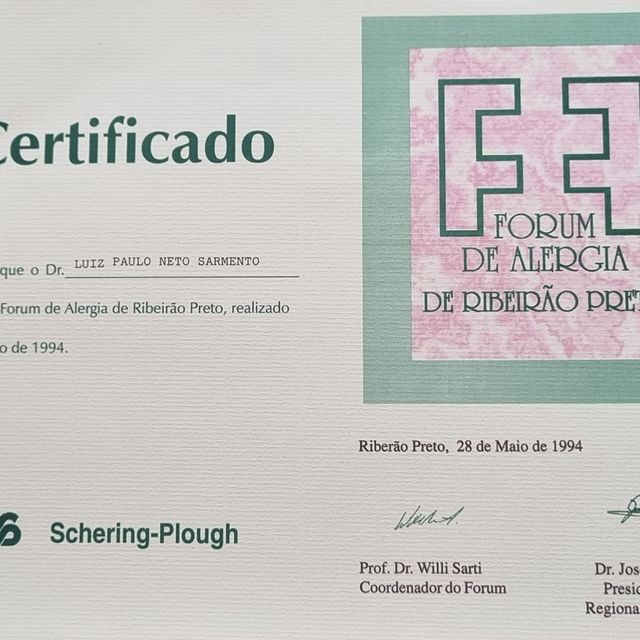 Certificado
que o Dr. LUIZ PAULO NETO SARMENTO
Forum de Alergia de Ribeirão Preto, realizado
o de 1994.
FORUM
DE ALERGIA
DE RIBEIRÃO PRET
Riberão Preto, 28 de Maio de 1994
Schering-Plough
Prof. Dr. Willi Sarti
Coordenador do Forum
Dr. Jos
Presid
Regiona